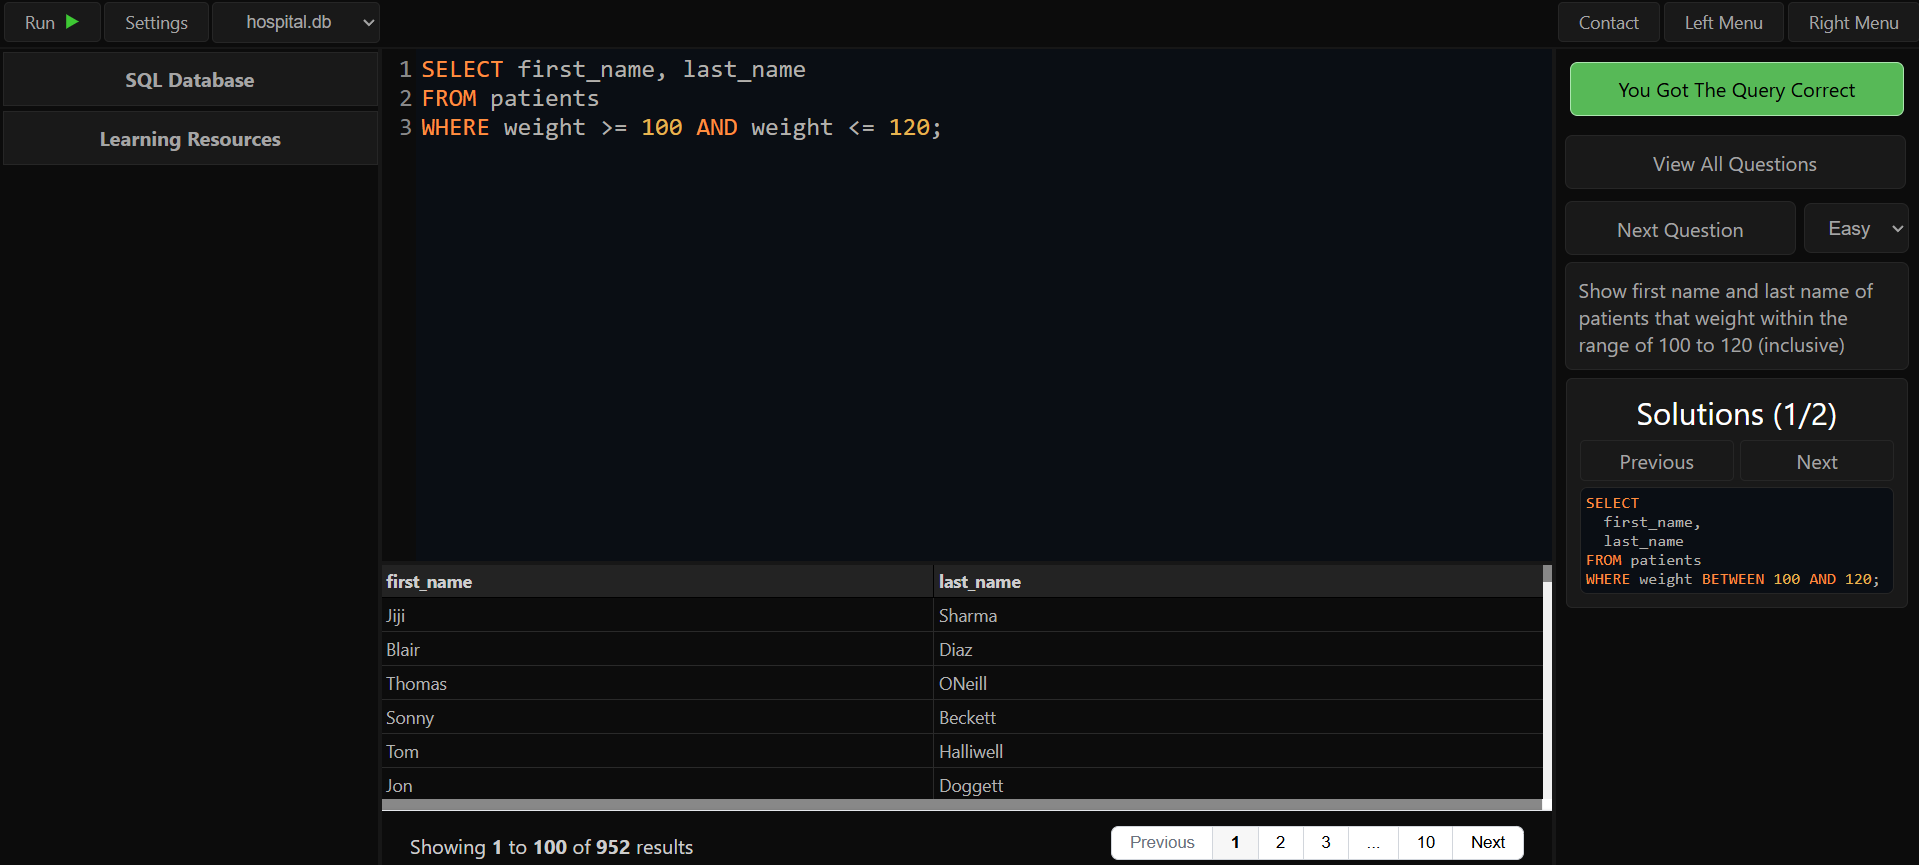 Run Settings hospital.db Contact Left Menu Right Menu
SQL Database
Learning Resources
1 SELECT first_name, last_name
2 FROM patients
3 WHERE weight >= 100 AND weight <= 120;
first_name last_name
Jiji Sharma
Blair Diaz
Thomas ONeill
Sonny Beckett
Tom Halliwell
Jon Doggett
Showing 1 to 100 of 952 results
Previous 1 2 3 ... 10 Next
You Got The Query Correct
View All Questions
Next Question Easy
Show first name and last name of
patients that weight within the
range of 100 to 120 (inclusive)
Solutions (1/2)
Previous Next
SELECT
first_name,
last_name
FROM patients
WHERE weight BETWEEN 100 AND 120;